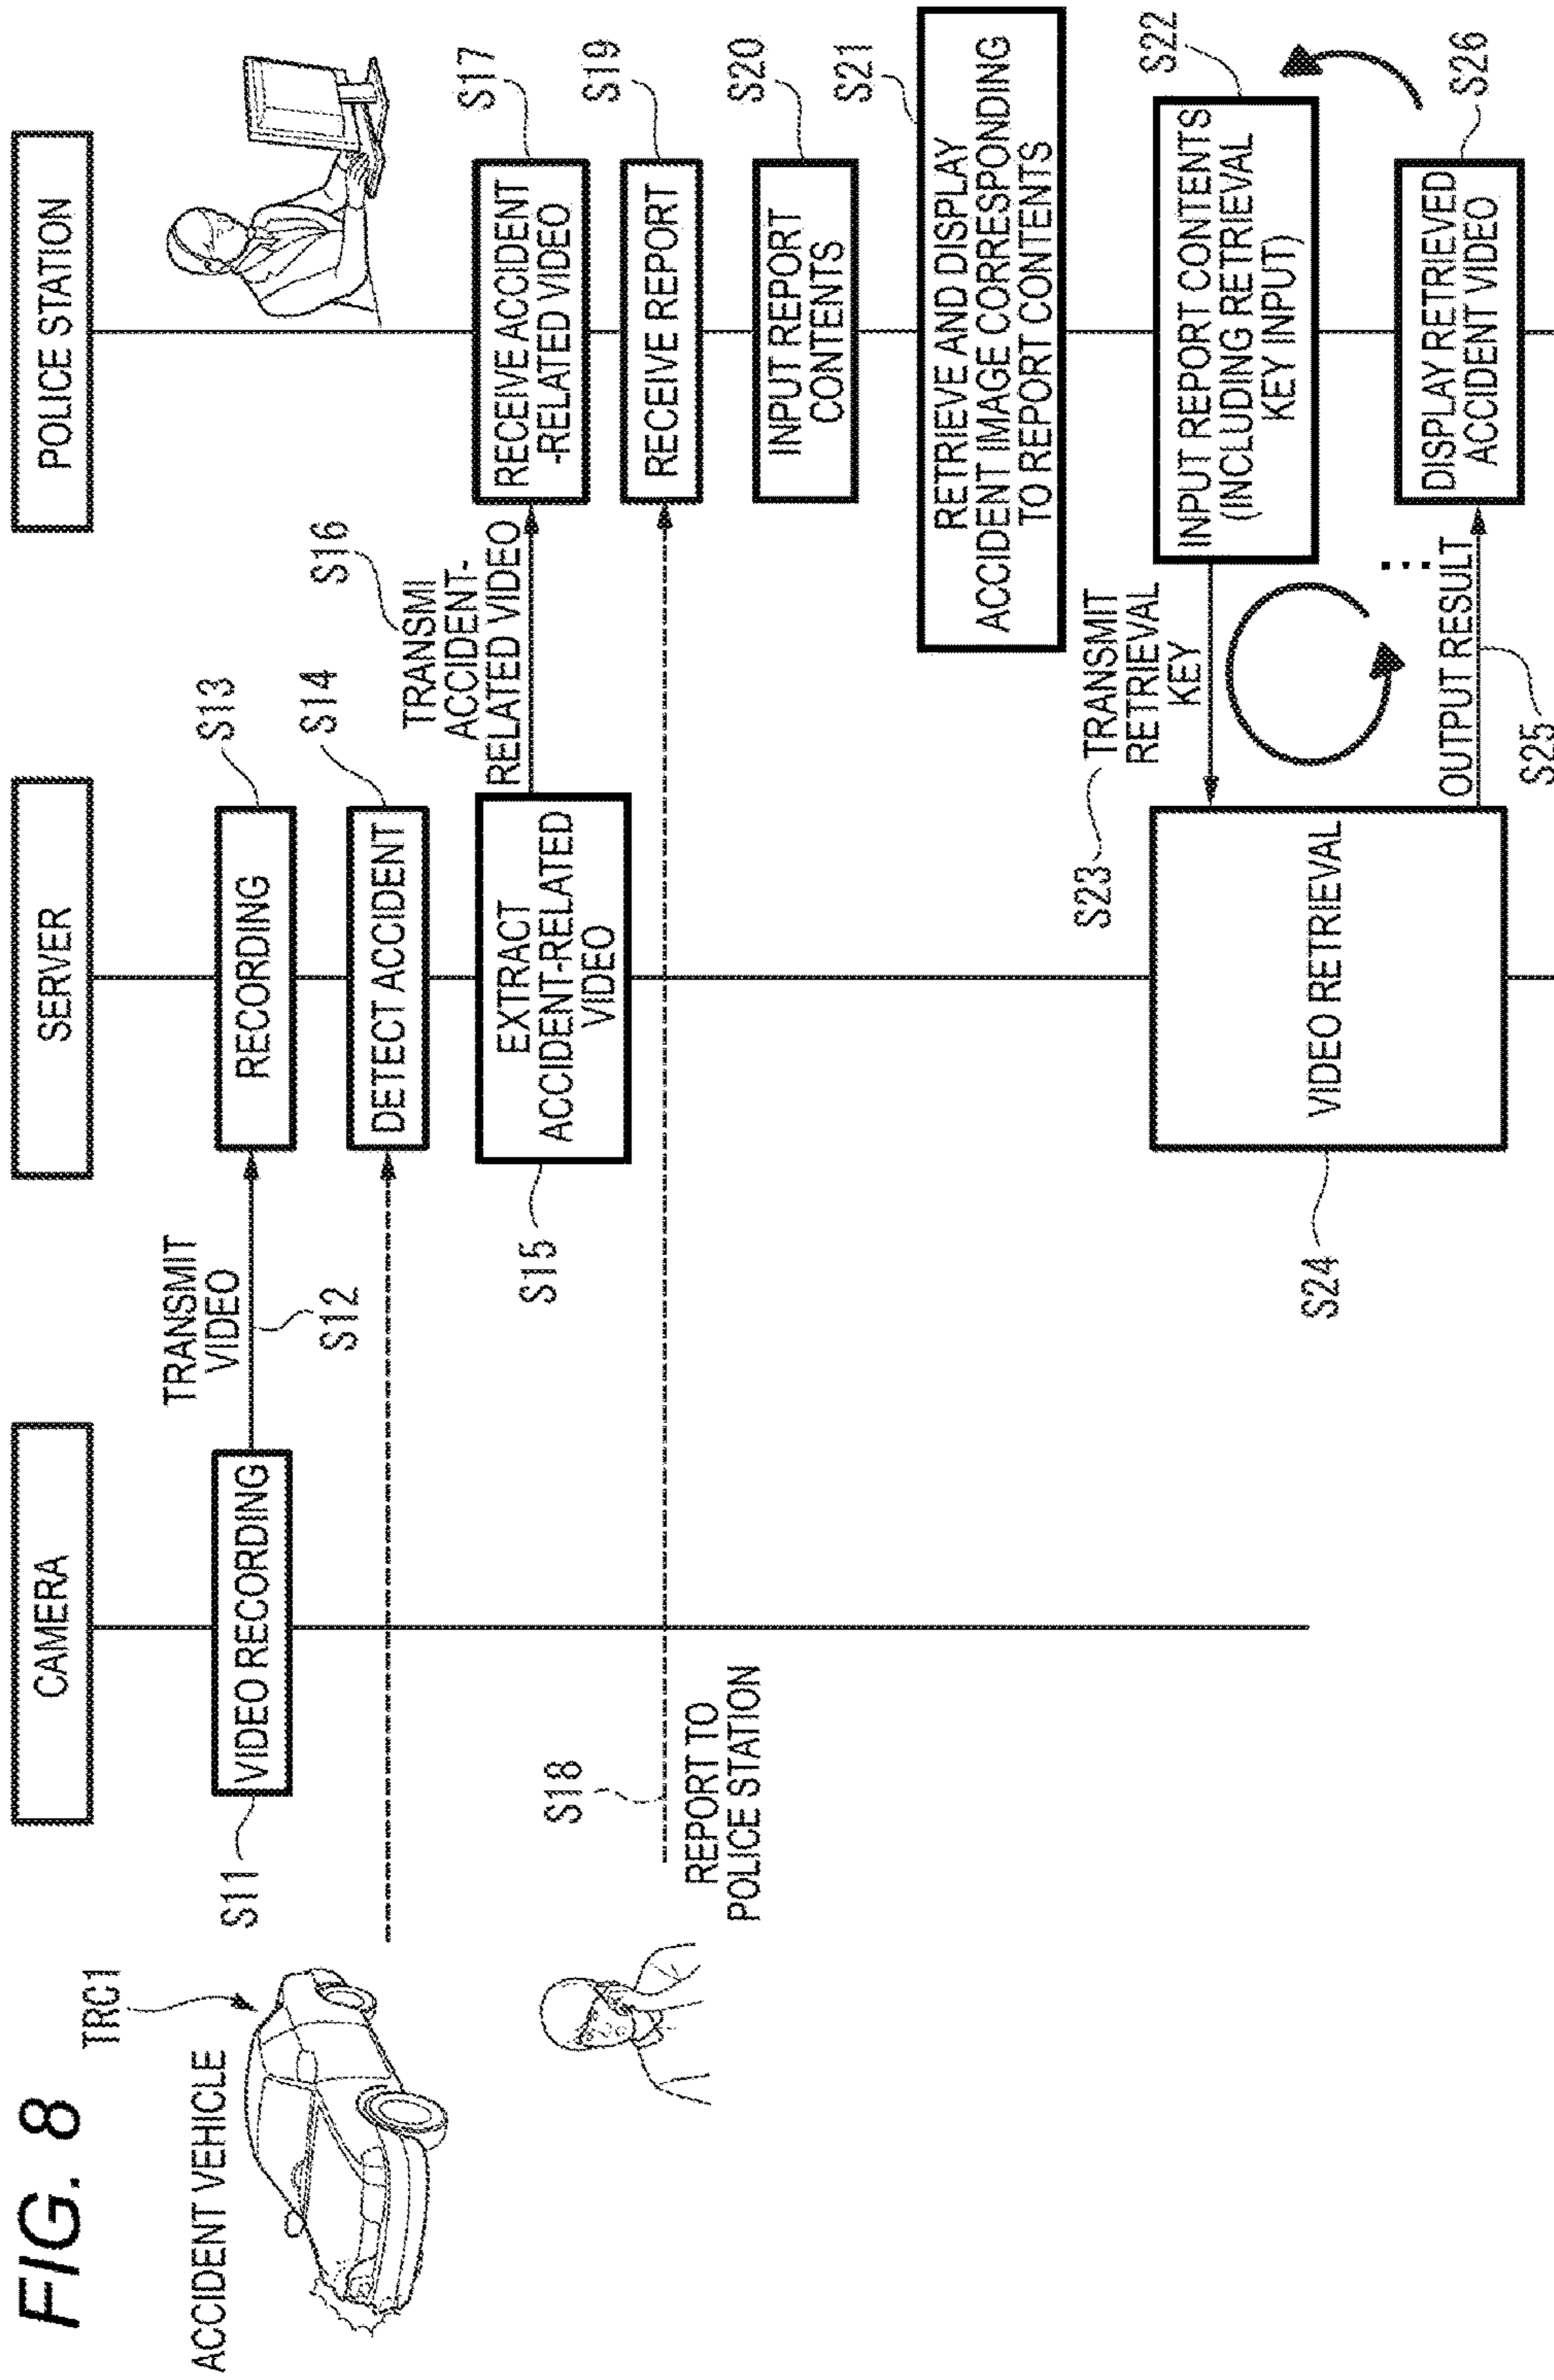 FIG. 8
ACCIDENT VEHICLE
TRC1
CAMERA
SERVER
POLICE STATION
S11
VIDEO RECORDING
TRANSMIT
VIDEO
S12
RECORDING
S13
DETECT ACCIDENT
S14
EXTRACT
ACCIDENT-RELATED
VIDEO
S15
S16
TRANSMI
ACCIDENT-
RELATED VIDEO
RECEIVE ACCIDENT
-RELATED VIDEO
S17
S18
REPORT TO
POLICE STATION
RECEIVE REPORT
S19
INPUT REPORT
CONTENTS
S20
RETRIEVE AND DISPLAY
ACCIDENT IMAGE CORRESPONDING
TO REPORT CONTENTS
S21
INPUT REPORT CONTENTS
(INCLUDING RETRIEVAL
KEY INPUT)
S22
S23
TRANSMIT
RETRIEVAL
KEY
VIDEO RETRIEVAL
S24
...
OUTPUT RESULT
S25
DISPLAY RETRIEVED
ACCIDENT VIDEO
S26